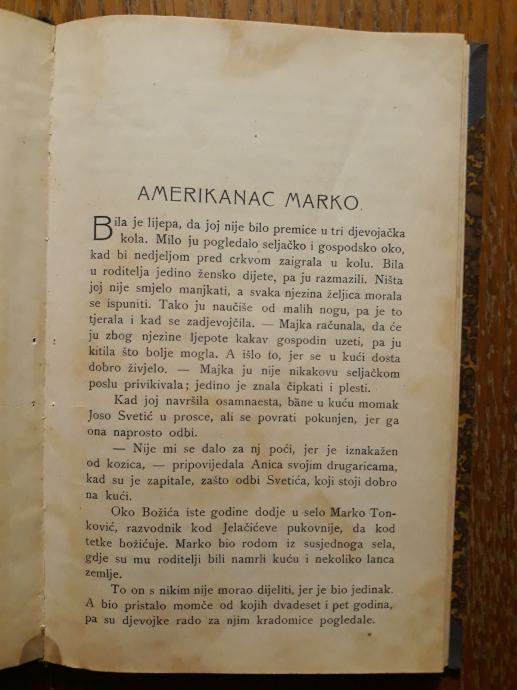 AMERIKANAC MARKO.
Bila je lijepa, da joj nije bilo premice u tri djevojačka
kola. Milo ju pogledalo seljačko i gospodsko oko,
kad bi nedjeljom pred crkvom zaigrala u kolu. Bila
u roditelja jedino žensko dijete, pa ju razmazili. Ništa
joj nije smjelo manjkati, a svaka njezina željica morala
se ispuniti. Tako ju naučiše od malih nogu, pa je to
tjerala i kad se zadjevojčila. — Majka računala, da će
ju zbog njezine ljepote kakav gospodin uzeti, pa ju
kitila što bolje mogla. A išlo to, jer se u kući dosta
dobro živjelo. — Majka ju nije nikakovu seljačkom
poslu privikivala; jedino je znala čipkati i plesti.
Kad joj navršila osamnaesta, bane u kuću momak
Joso Svetić u prosce, ali se povrati pokunjen, jer ga
ona naprosto odbi.
— Nije mi se dalo za nj poći, jer je iznakažen
od kozica, — pripovijedala Anica svojim drugaricama,
kad su je zapitale, zašto odbi Svetića, koji stoji dobro
na kući.
Oko Božića iste godine dodje u selo Marko Ton-
ković, razvodnik kod Jelačićeve pukovnije, da kod
tetke božićuje. Marko bio rodom iz susjednoga sela,
gdje su mu roditelji bili namrli kuću i nekoliko lanca
zemlje.
To on s nikim nije morao dijeliti, jer je bio jedinak.
A bio pristalo momče od kojih dvadeset i pet godina,
pa su djevojke rado za njim kradomice pogledale.